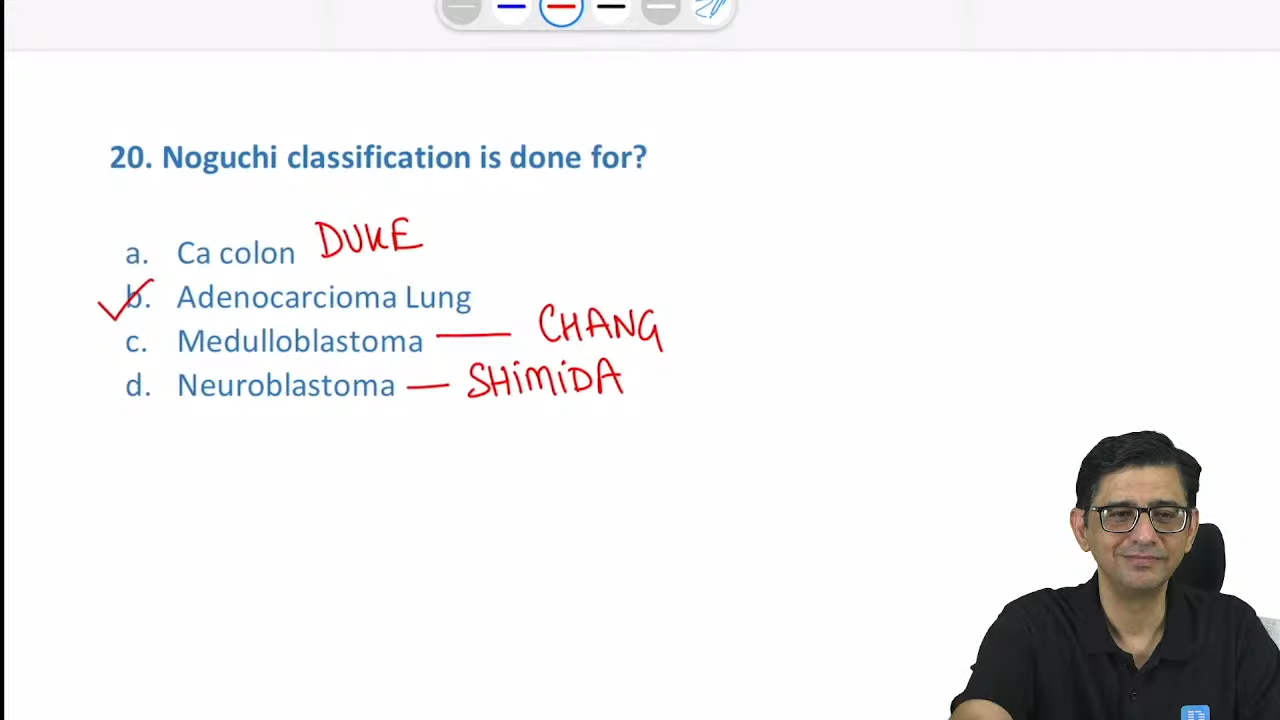 20. Noguchi classification is done for?
a. Ca colon DUKE
b. Adenocarcioma Lung
c. Medulloblastoma — CHANG
d. Neuroblastoma — SHIMIDA